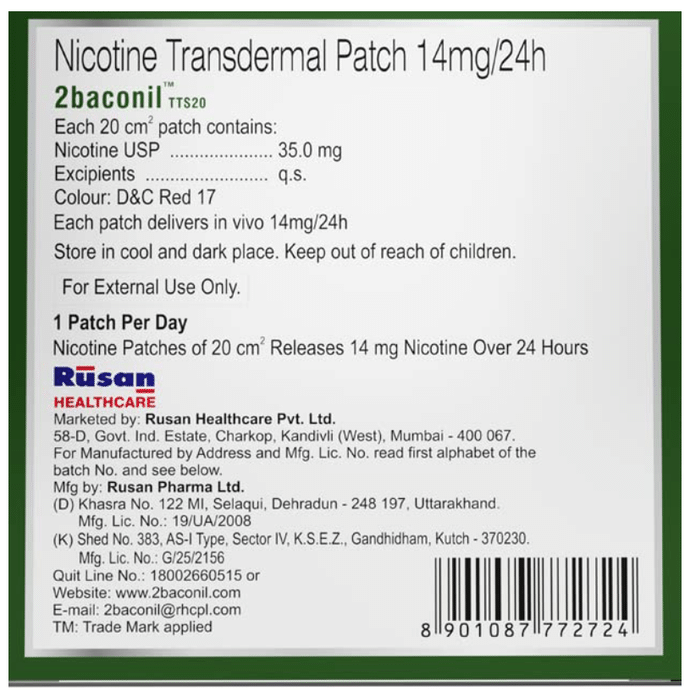 Nicotine Transdermal Patch 14mg/24h
2baconil™ TTS20
Each 20 cm² patch contains:
Nicotine USP ..................... 35.0 mg
Excipients ......................... q.s.
Colour: D&C Red 17
Each patch delivers in vivo 14mg/24h
Store in cool and dark place. Keep out of reach of children.
For External Use Only.
1 Patch Per Day
Nicotine Patches of 20 cm² Releases 14 mg Nicotine Over 24 Hours
Rūsan
HEALTHCARE
Marketed by: Rusan Healthcare Pvt. Ltd.
58-D, Govt. Ind. Estate, Charkop, Kandivli (West), Mumbai - 400 067.
For Manufactured by Address and Mfg. Lic. No. read first alphabet of the
batch No. and see below.
Mfg by: Rusan Pharma Ltd.
(D) Khasra No. 122 MI, Selaqui, Dehradun - 248 197, Uttarakhand.
Mfg. Lic. No.: 19/UA/2008
(K) Shed No. 383, AS-I Type, Sector IV, K.S.E.Z., Gandhidham, Kutch - 370230.
Mfg. Lic. No.: G/25/2156
Quit Line No.: 18002660515 or
Website: www.2baconil.com
E-mail: 2baconil@rhcpl.com
TM: Trade Mark applied
8 901087 772724